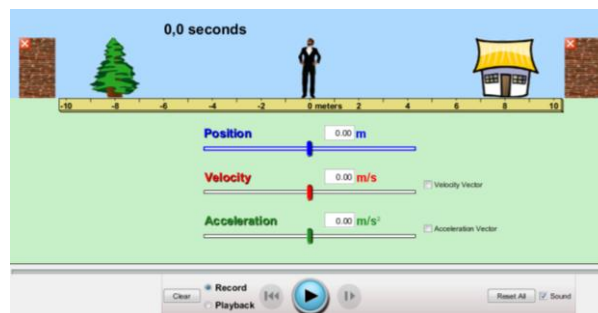 0,0 seconds
-10 -8 -6 -4 -2 0 meters 2 4 6 8 10
Position 0.00 m
Velocity 0.00 m/s
Velocity Vector
Acceleration 0.00 m/s²
Acceleration Vector
Clear
Record
Playback
Reset All
Sound